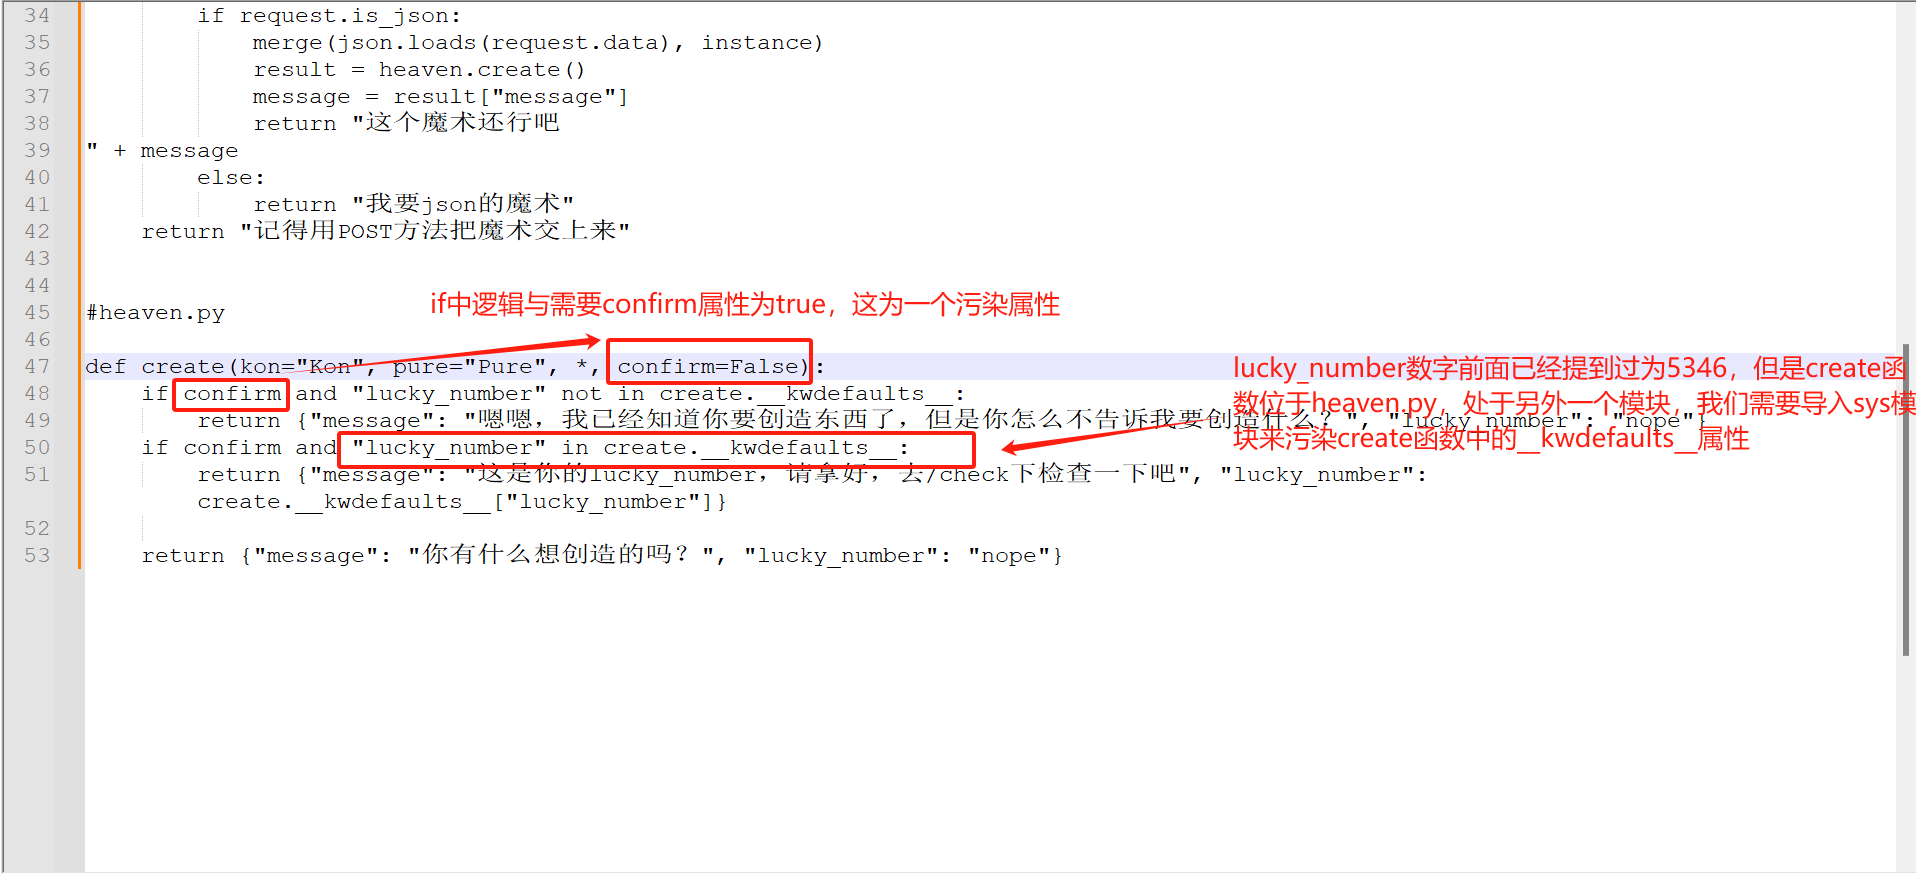 34 if request.is_json:
35 merge(json.loads(request.data), instance)
36 result = heaven.create()
37 message = result["message"]
38 return "这个魔术还行吧
39 " + message
40 else:
41 return "我要json的魔术"
42 return "记得用POST方法把魔术交上来"
43
44
if中逻辑与需要confirm属性为true，这为一个污染属性
45 #heaven.py
46
47 def create(kon="Kon", pure="Pure", *, confirm=False):
lucky_number数字前面已经提到过为5346，但是create函
数位于heaven.py，处于另外一个模块，我们需要导入sys模
块来污染create函数中的__kwdefaults__属性
48 if confirm and "lucky_number" not in create.__kwdefaults__:
49 return {"message": "嗯嗯，我已经知道你要创造东西了，但是你怎么不告诉我要创造什么？", "lucky_number": "nope"}
50 if confirm and "lucky_number" in create.__kwdefaults__:
51 return {"message": "这是你的lucky_number，请拿好，去/check下检查一下吧", "lucky_number":
create.__kwdefaults__["lucky_number"]}
52
53 return {"message": "你有什么想创造的吗？", "lucky_number": "nope"}